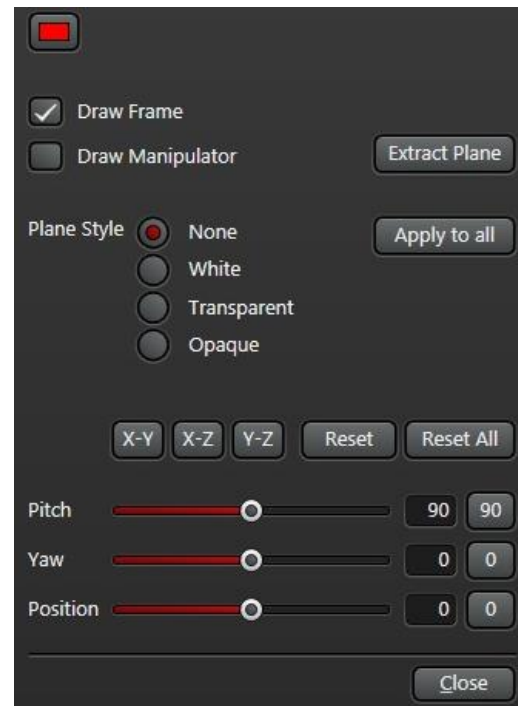 Draw Frame
Draw Manipulator Extract Plane
Plane Style None Apply to all
White
Transparent
Opaque
X-Y X-Z Y-Z Reset Reset All
Pitch 90 90
Yaw 0 0
Position 0 0
Close